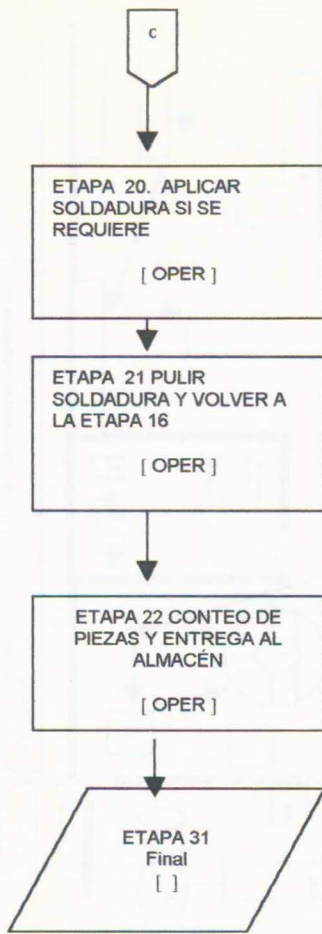 c
ETAPA 20. APLICAR
SOLDADURA SI SE
REQUIERE
[ OPER ]
ETAPA 21 PULIR
SOLDADURA Y VOLVER A
LA ETAPA 16
[ OPER ]
ETAPA 22 CONTEO DE
PIEZAS Y ENTREGA AL
ALMACÉN
[ OPER ]
ETAPA 31
Final
[ ]